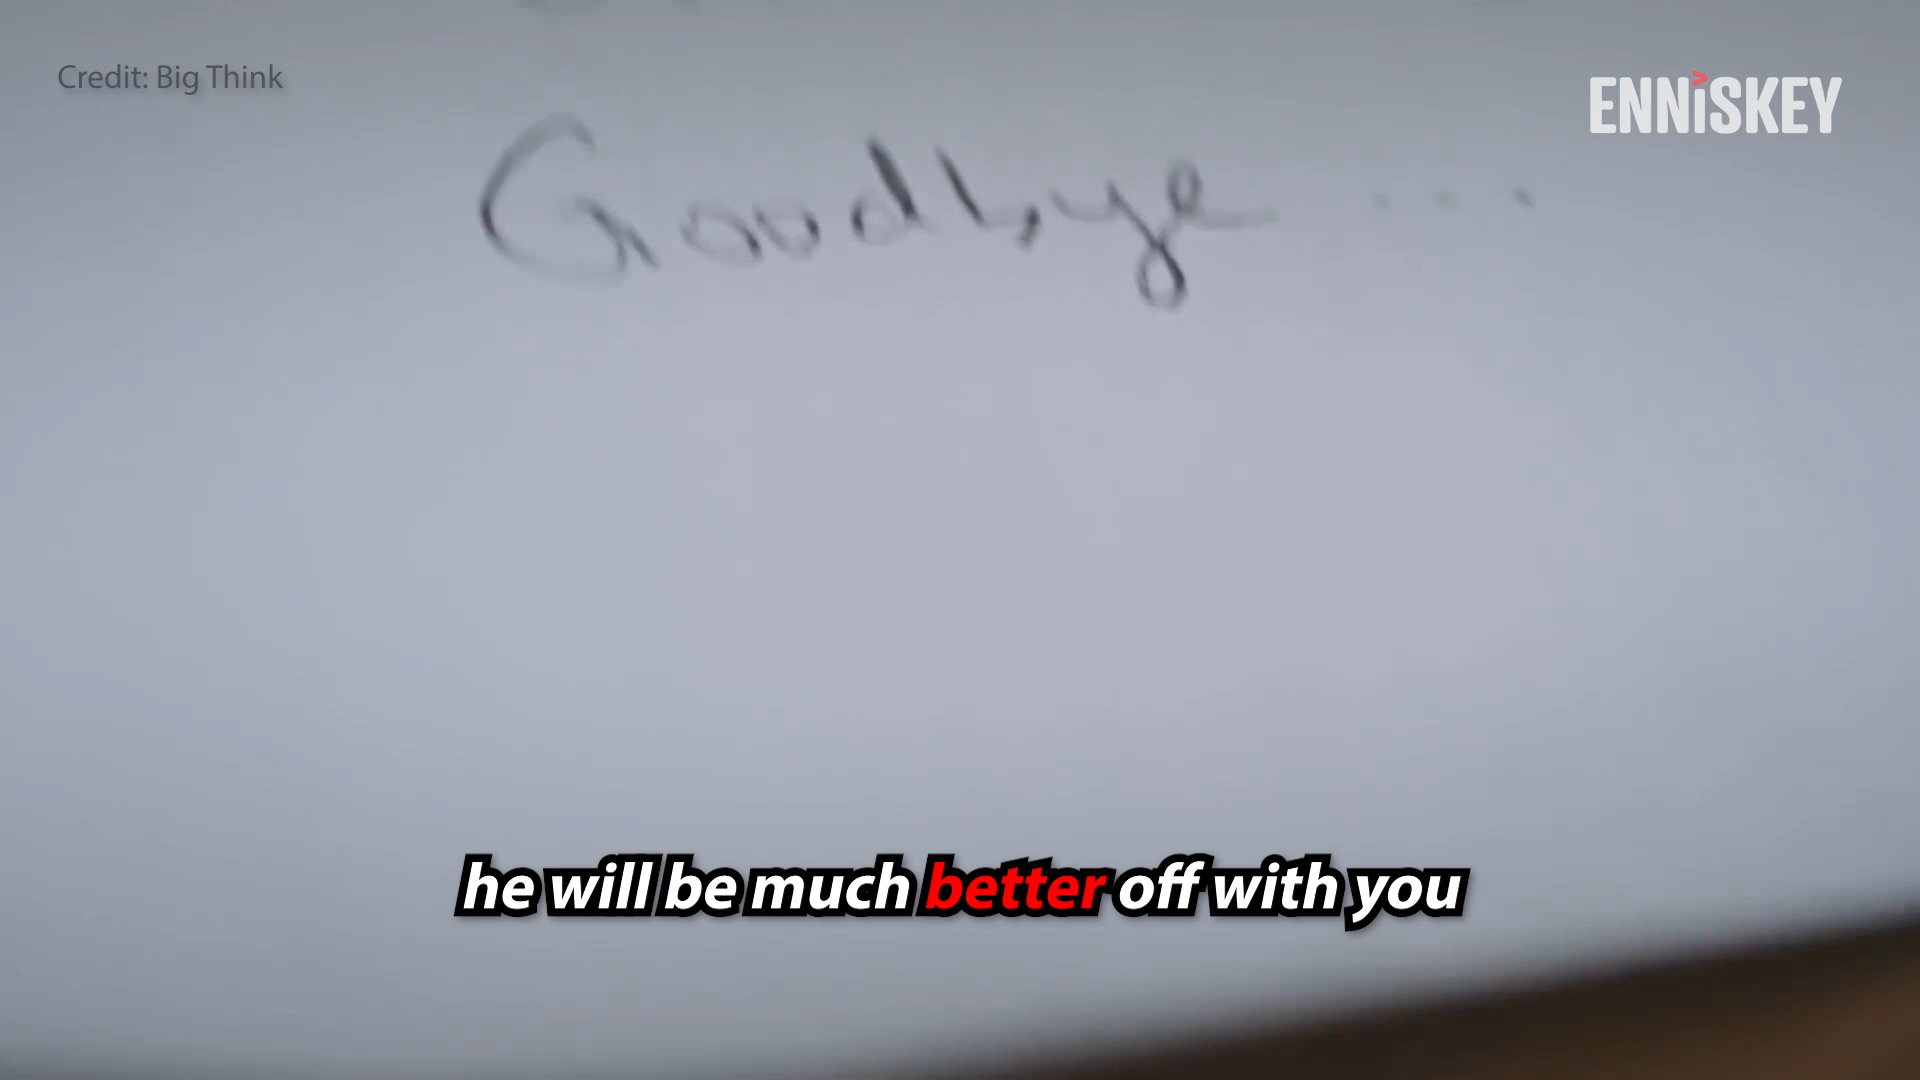 Credit: Big Think
ENNiSKEY
Goodbye ...
he will be much better off with you